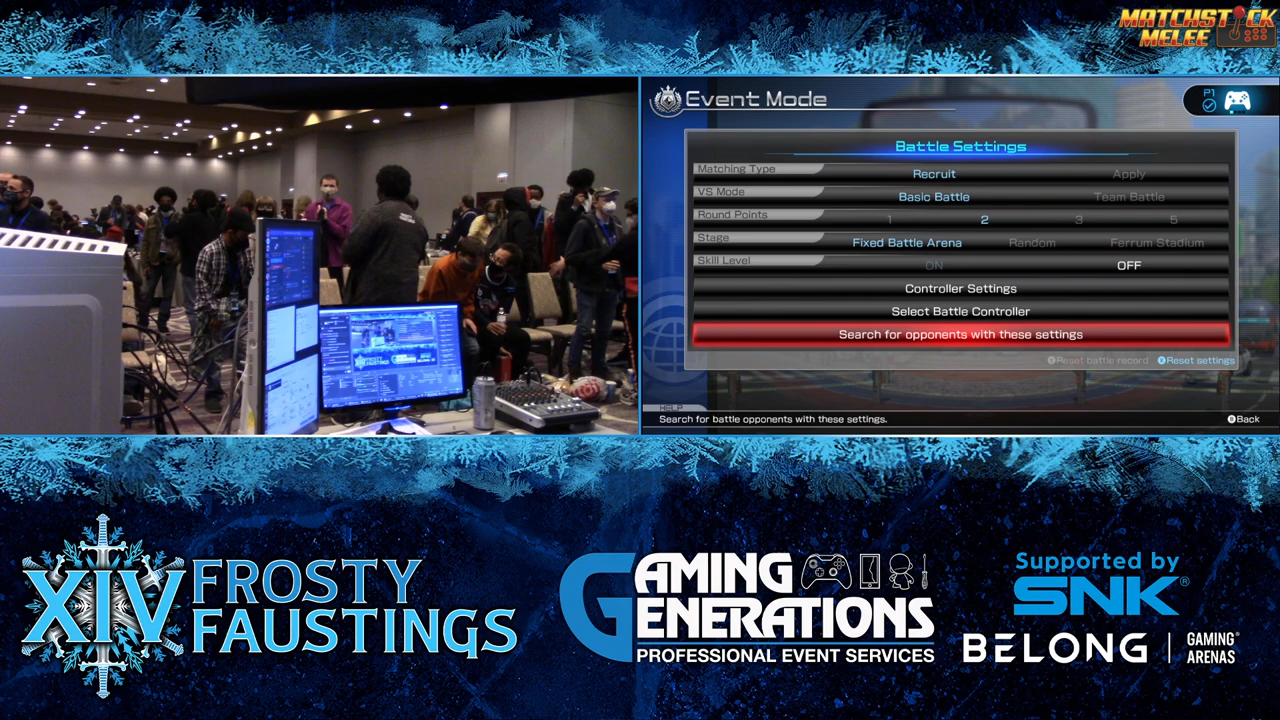 MATCHSTICK
MELEE
Event Mode
P1
Battle Settings
Matching Type
Recruit
Apply
VS Mode
Basic Battle
Team Battle
Round Points
1
2
3
5
Stage
Fixed Battle Arena
Random
Ferrum Stadium
Skill Level
ON
OFF
Controller Settings
Select Battle Controller
Search for opponents with these settings
Reset battle record
Reset settings
HELP
Search for battle opponents with these settings.
Back
FROSTY
FAUSTINGS
XIV
FROSTY
FAUSTINGS
GAMING
GENERATIONS
PROFESSIONAL EVENT SERVICES
Supported by
SNK®
BELONG
GAMING®
ARENAS